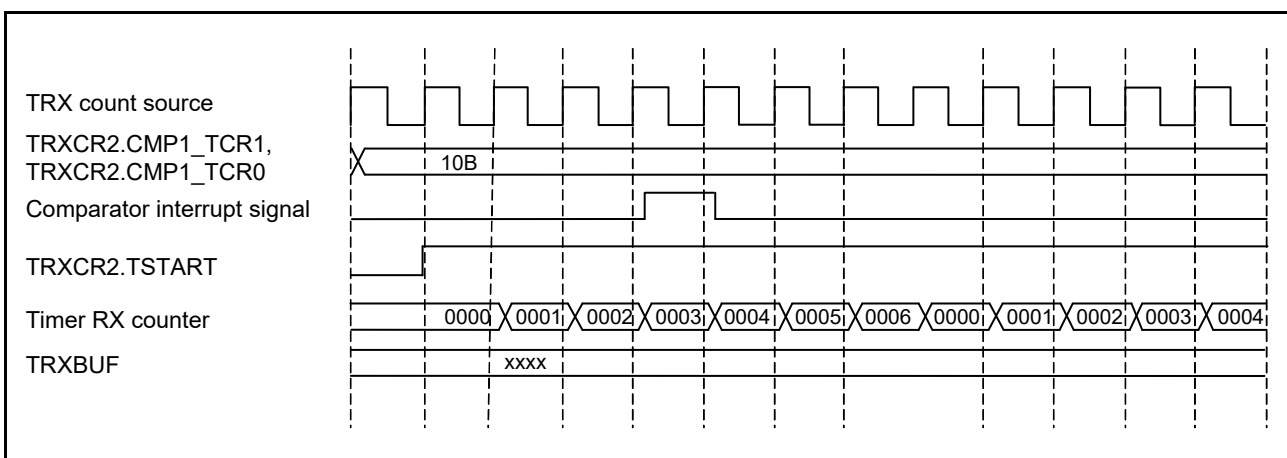 TRX count source
TRXCR2.CMP1_TCR1,
TRXCR2.CMP1_TCR0
10B
Comparator interrupt signal
TRXCR2.TSTART
Timer RX counter
0000 0001 0002 0003 0004 0005 0006 0000 0001 0002 0003 0004
TRXBUF
xxxx